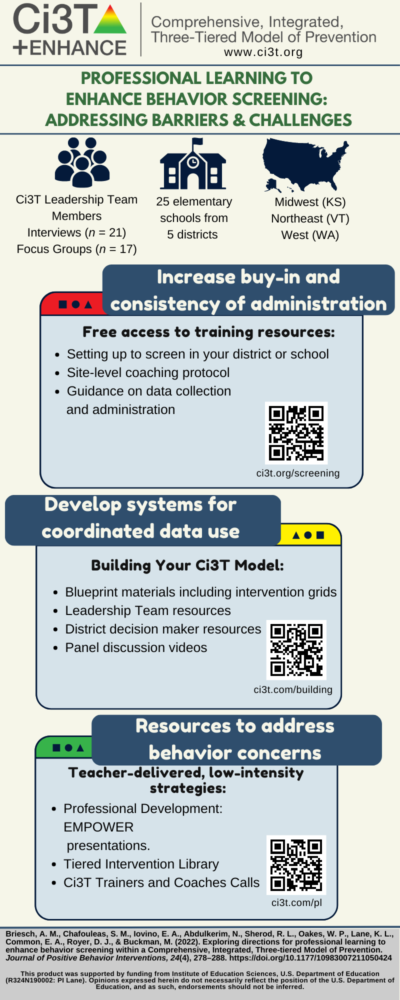 Ci3T
+ENHANCE
Comprehensive, Integrated,
Three-Tiered Model of Prevention
www.ci3t.org
PROFESSIONAL LEARNING TO
ENHANCE BEHAVIOR SCREENING:
ADDRESSING BARRIERS & CHALLENGES
Ci3T Leadership Team
Members
Interviews (n = 21)
Focus Groups (n = 17)
25 elementary
schools from
5 districts
Midwest (KS)
Northeast (VT)
West (WA)
Increase buy-in and
consistency of administration
Free access to training resources:
• Setting up to screen in your district or school
• Site-level coaching protocol
• Guidance on data collection
and administration
ci3t.org/screening
Develop systems for
coordinated data use
Building Your Ci3T Model:
• Blueprint materials including intervention grids
• Leadership Team resources
• District decision maker resources
• Panel discussion videos
ci3t.com/building
Resources to address
behavior concerns
Teacher-delivered, low-intensity
strategies:
• Professional Development:
EMPOWER
presentations.
• Tiered Intervention Library
• Ci3T Trainers and Coaches Calls
ci3t.com/pl
Briesch, A. M., Chafouleas, S. M., Iovino, E. A., Abdulkerim, N., Sherod, R. L., Oakes, W. P., Lane, K. L.,
Common, E. A., Royer, D. J., & Buckman, M. (2022). Exploring directions for professional learning to
enhance behavior screening within a Comprehensive, Integrated, Three-tiered Model of Prevention.
Journal of Positive Behavior Interventions, 24(4), 278–288. https://doi.org/10.1177/10983007211050424
This product was supported by funding from Institute of Education Sciences, U.S. Department of Education
(R324N190002: PI Lane). Opinions expressed herein do not necessarily reflect the position of the U.S. Department of
Education, and as such, endorsements should not be inferred.